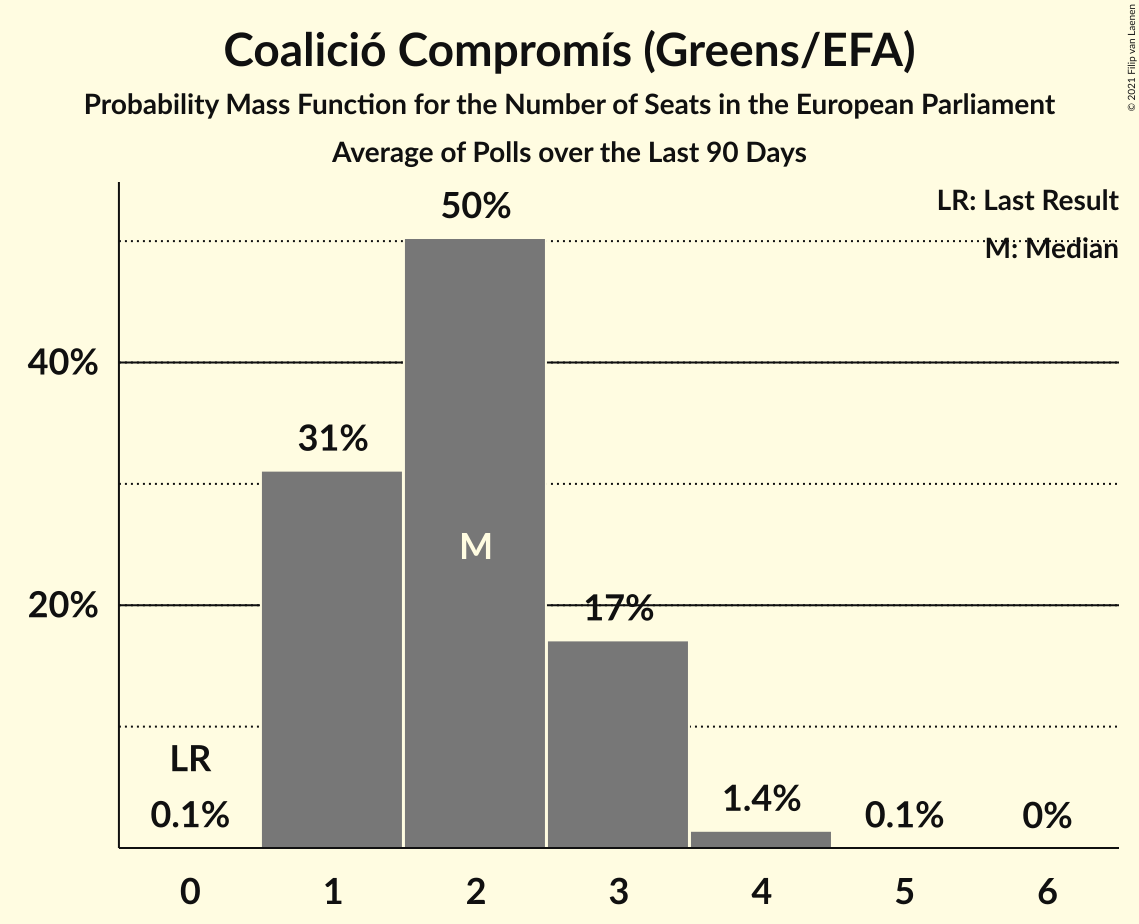 Coalició Compromís (Greens/EFA)
Probability Mass Function for the Number of Seats in the European Parliament
Average of Polls over the Last 90 Days
© 2021 Filip van Laenen
LR: Last Result
M: Median
50%
40%
31%
M
20%
17%
LR
0.1%
1.4%
0.1%
0%
0 1 2 3 4 5 6